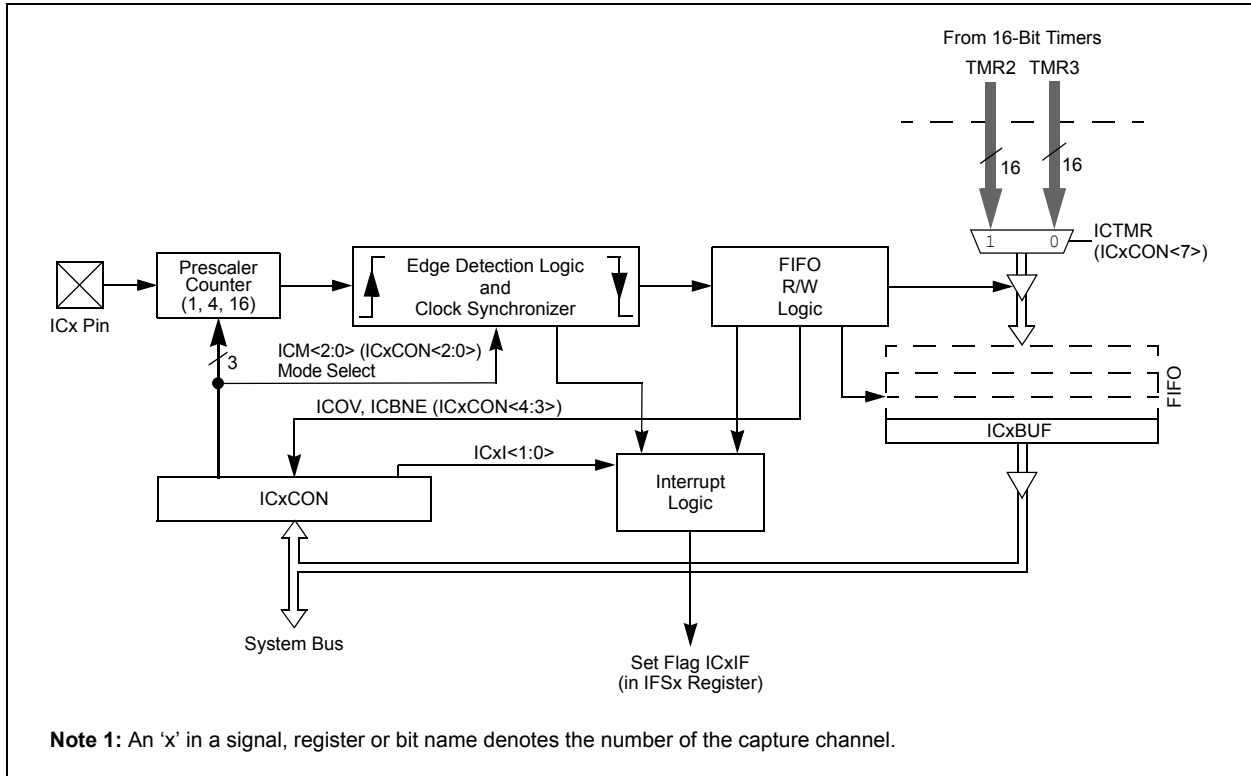 From 16-Bit Timers
TMR2 TMR3
16 16
1 0
ICTMR
(ICxCON<7>)
ICx Pin
Prescaler
Counter
(1, 4, 16)
Edge Detection Logic
and
Clock Synchronizer
FIFO
R/W
Logic
3
ICM<2:0> (ICxCON<2:0>)
Mode Select
ICOV, ICBNE (ICxCON<4:3>)
FIFO
ICxBUF
ICxI<1:0>
ICxCON
Interrupt
Logic
System Bus
Set Flag ICxIF
(in IFSx Register)
Note 1: An ‘x’ in a signal, register or bit name denotes the number of the capture channel.